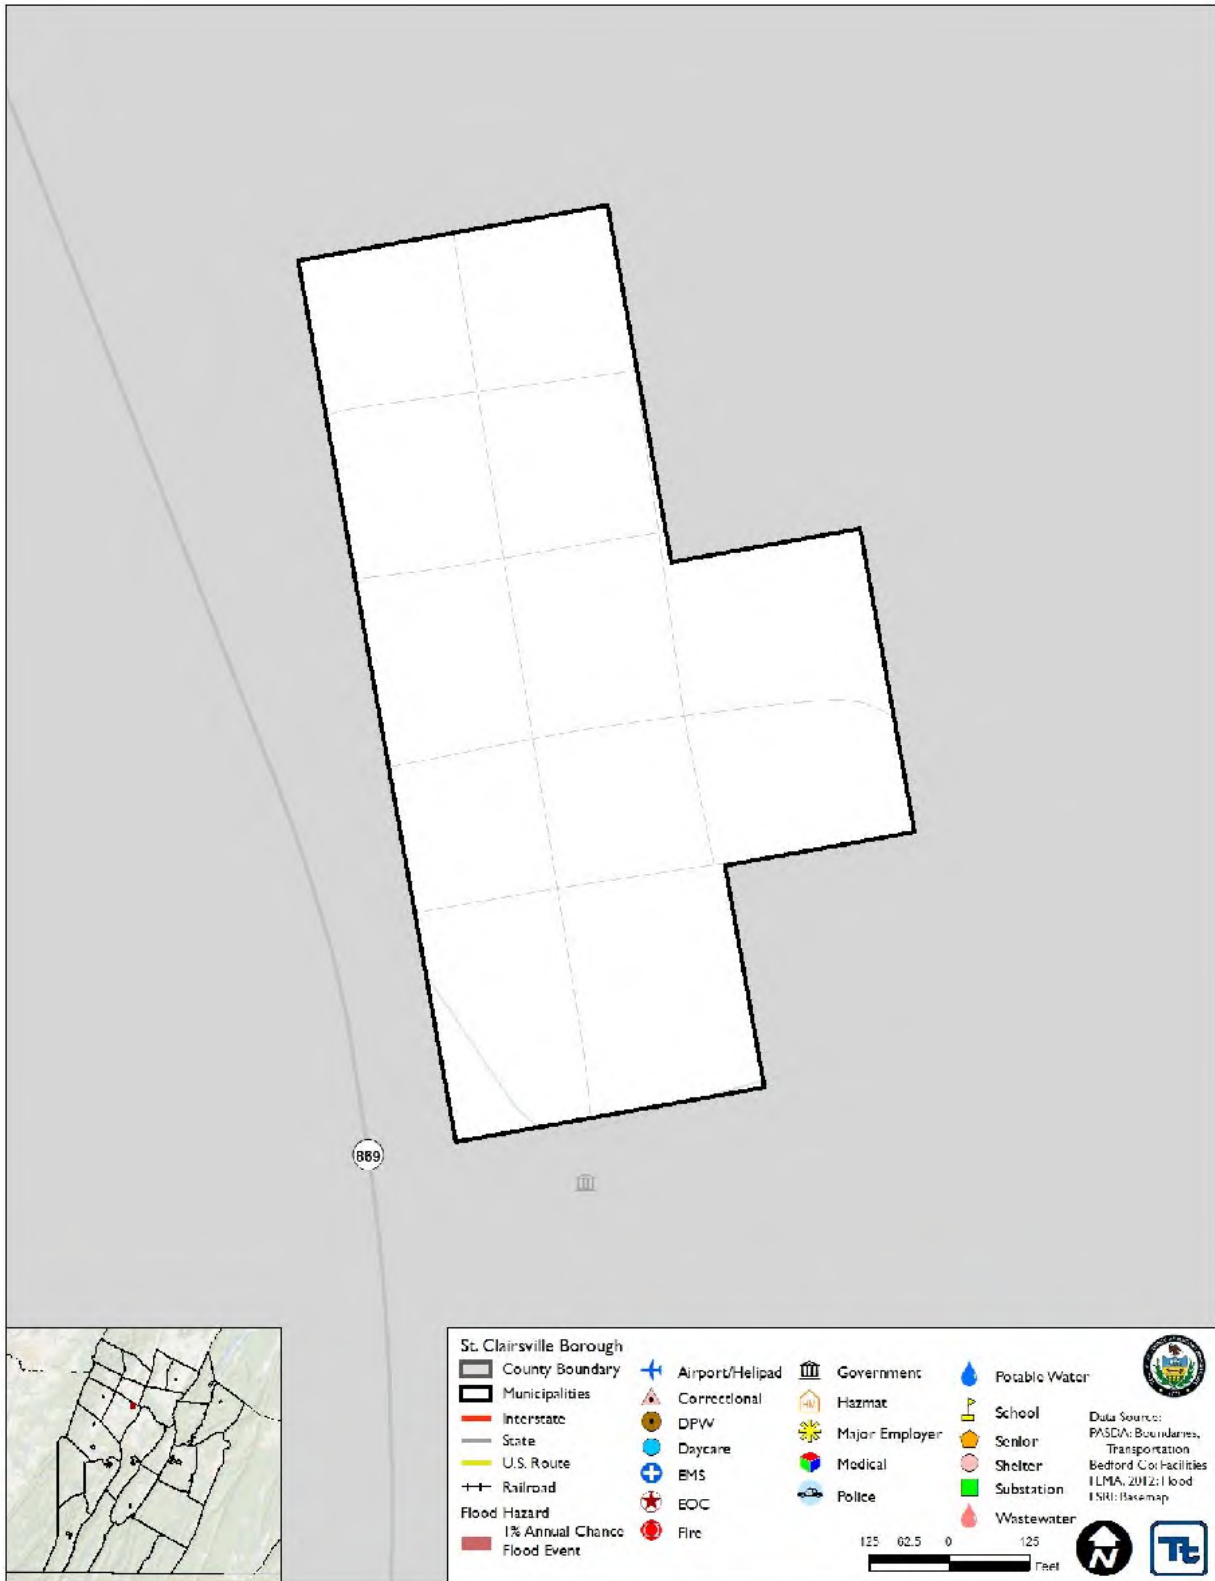 869
St. Clairsville Borough
County Boundary
Municipalities
Interstate
State
U.S. Route
Railroad
Flood Hazard
1% Annual Chance
Flood Event
Airport/Helipad
Correctional
DPW
Daycare
EMS
EOC
Fire
Government
HM
Hazmat
Major Employer
Medical
Police
Potable Water
School
Senior
Shelter
Substation
Wastewater
Data Source:
PASDA: Boundaries,
Transportation
Bedford Co: Facilities
FEMA, 2012: Flood
ESRI: Basemap
125 62.5 0 125
Feet
N
Tt